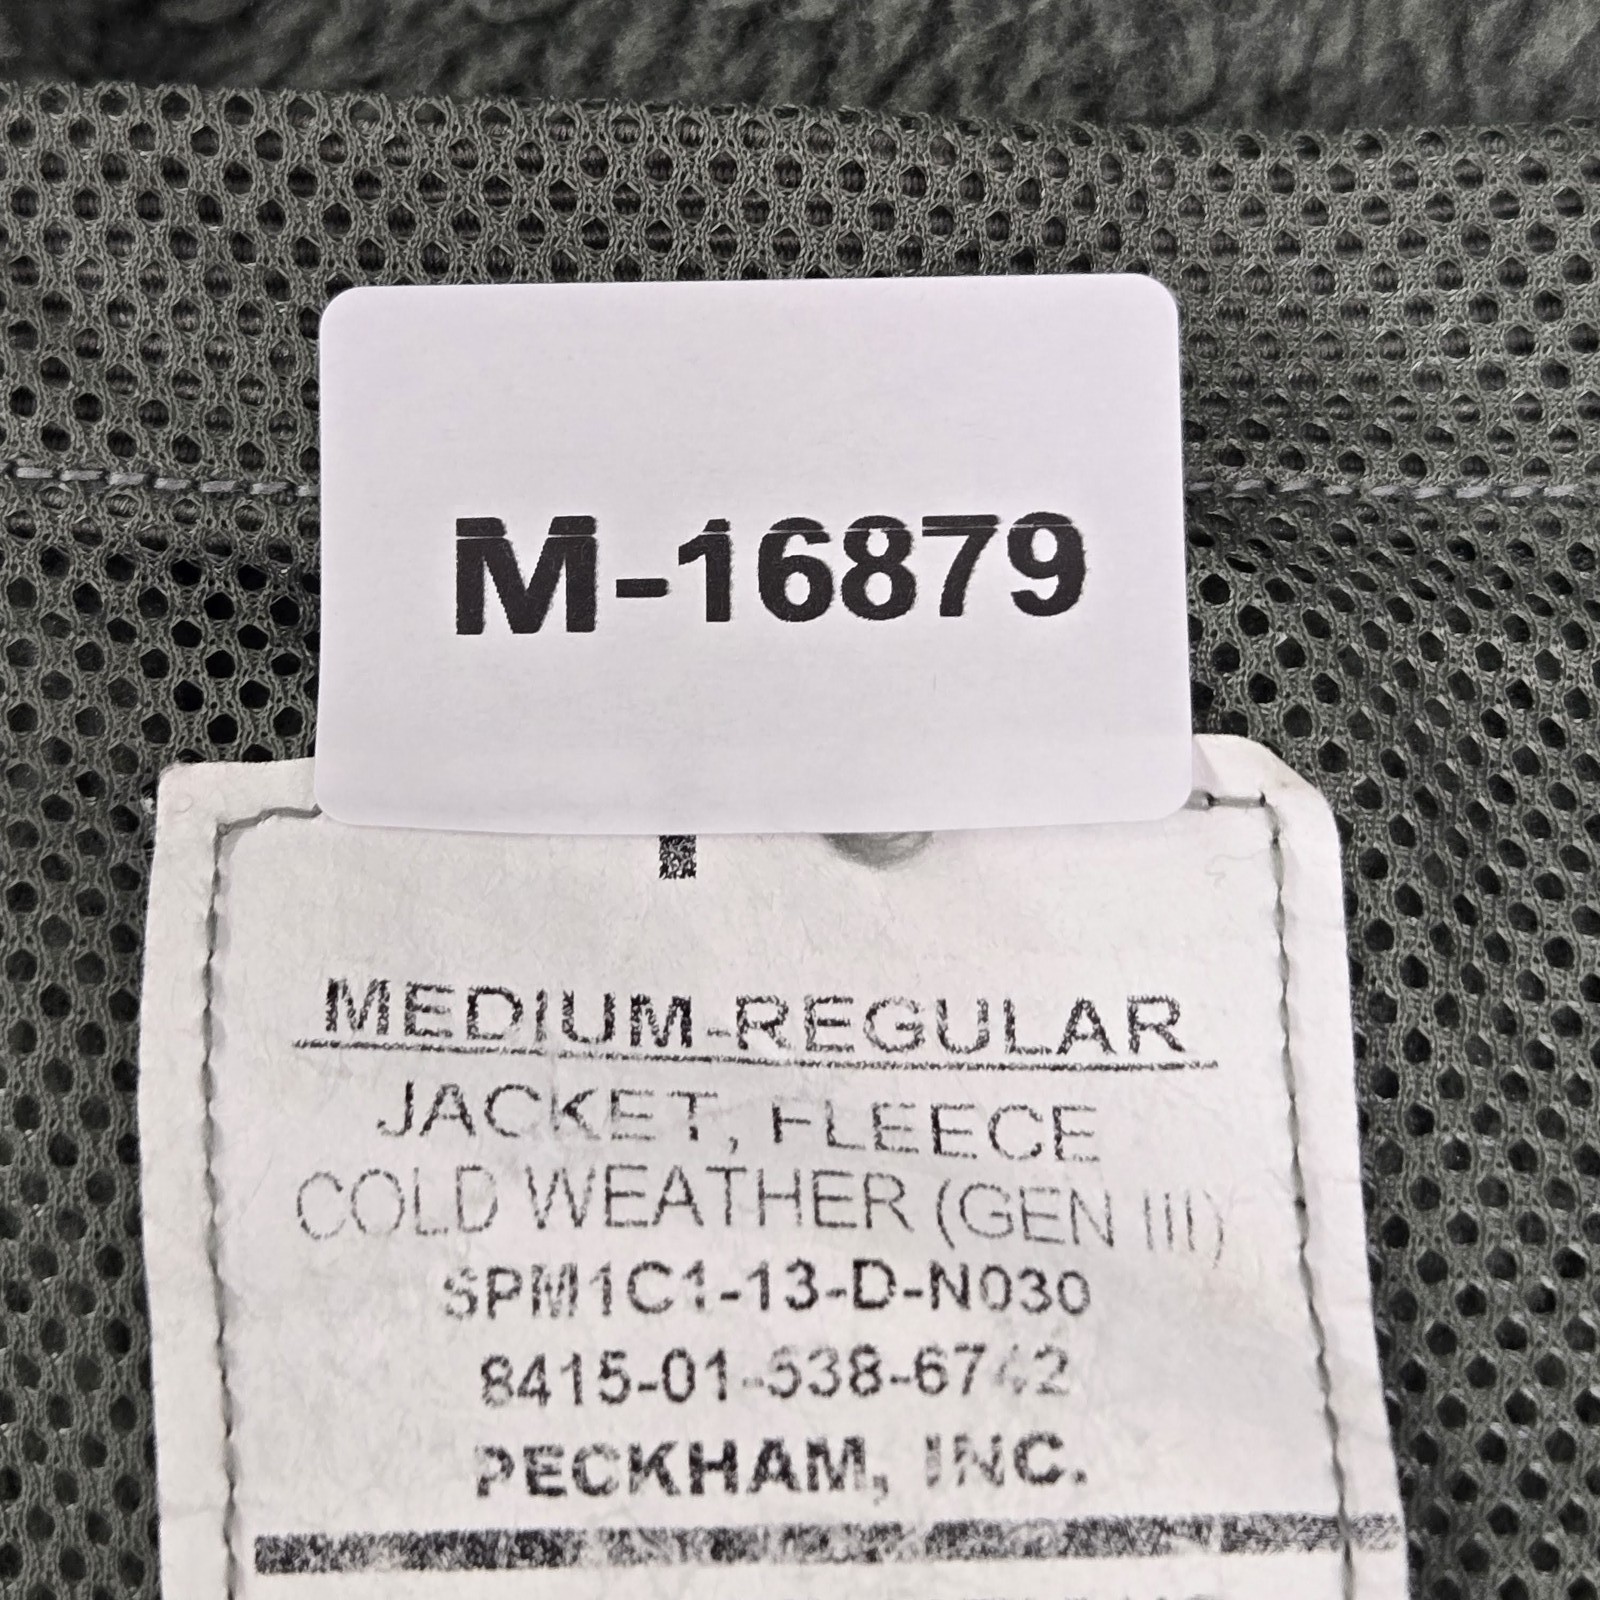 M-16879
MEDIUM-REGULAR
JACKET, FLEECE
COLD WEATHER (GEN III)
SPM1C1-13-D-N030
8415-01-538-6742
PECKHAM, INC.